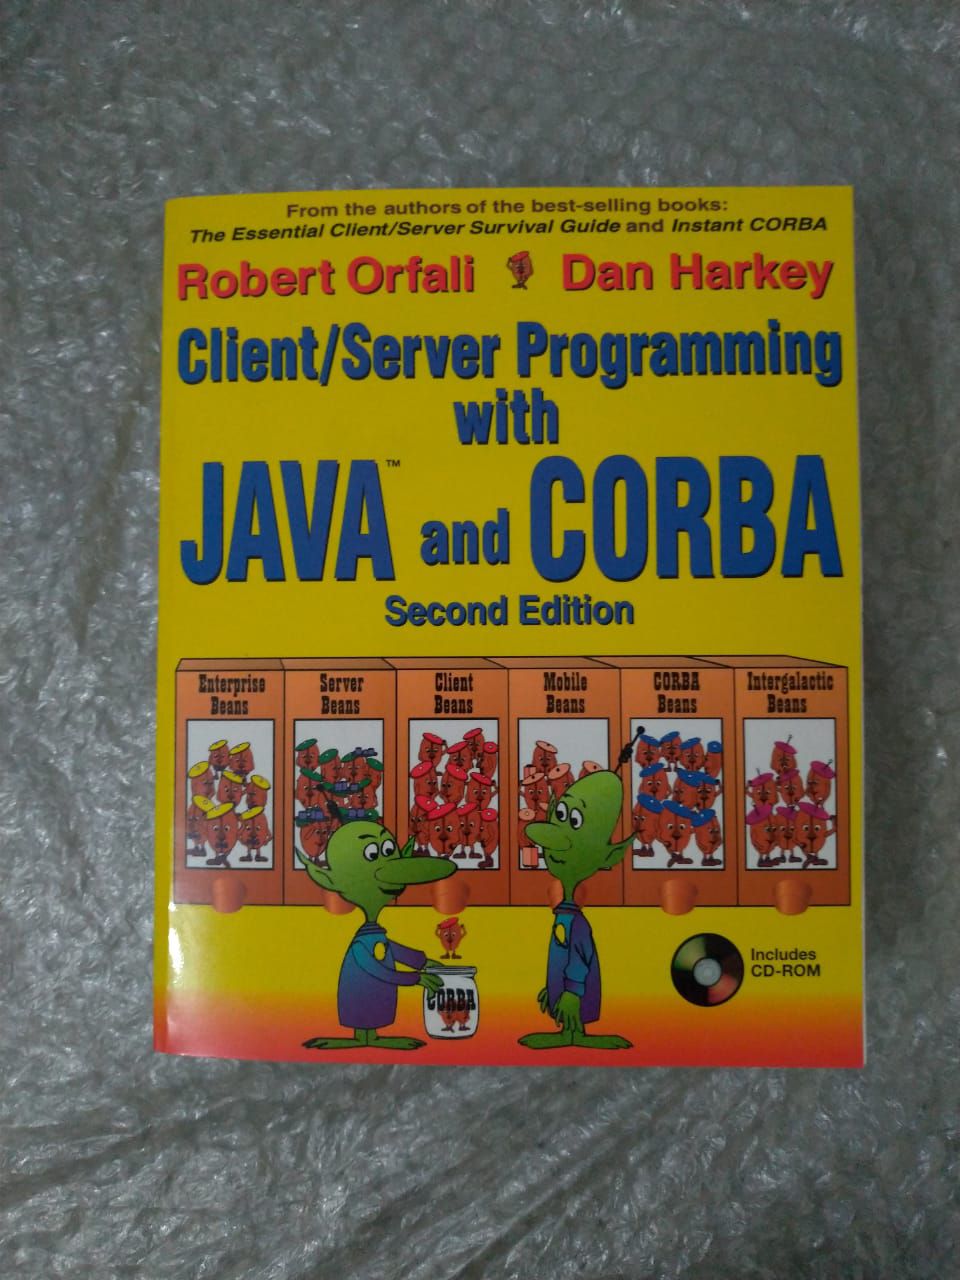 From the authors of the best-selling books:
The Essential Client/Server Survival Guide and Instant CORBA
Robert Orfali Dan Harkey
Client/Server Programming
with
JAVA™ and CORBA
Second Edition
Enterprise Beans
Server Beans
Client Beans
Mobile Beans
CORBA Beans
Intergalactic Beans
Includes
CD-ROM
CORBA